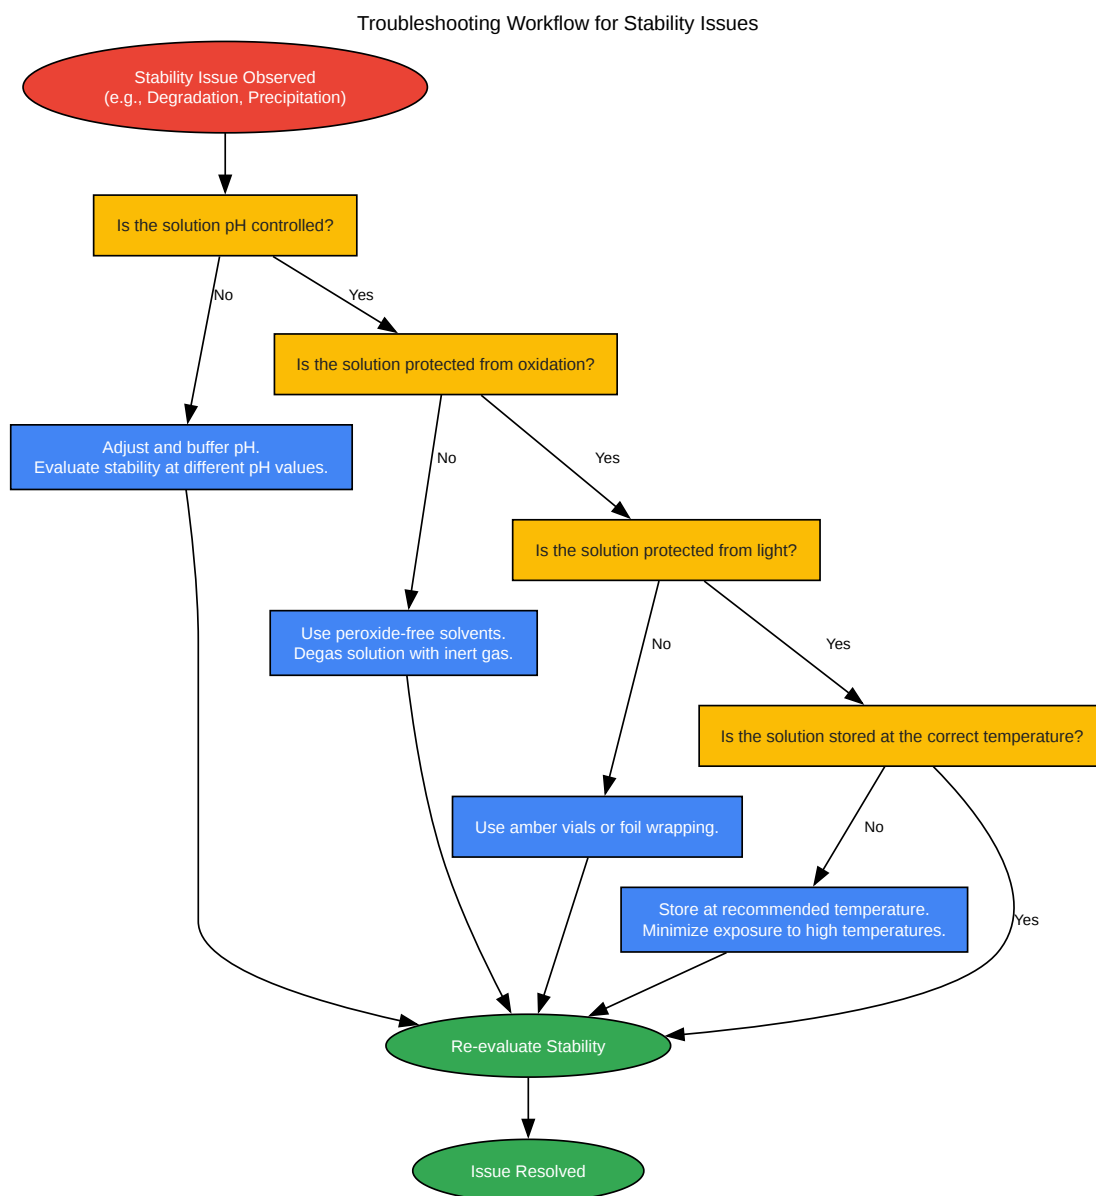 Troubleshooting Workflow for Stability Issues
Stability Issue Observed
(e.g., Degradation, Precipitation)
Is the solution pH controlled?
No
Yes
Is the solution protected from oxidation?
Adjust and buffer pH.
Evaluate stability at different pH values.
No
Yes
Is the solution protected from light?
Use peroxide-free solvents.
Degas solution with inert gas.
No
Yes
Is the solution stored at the correct temperature?
Use amber vials or foil wrapping.
No
Store at recommended temperature.
Minimize exposure to high temperatures.
Yes
Re-evaluate Stability
Issue Resolved